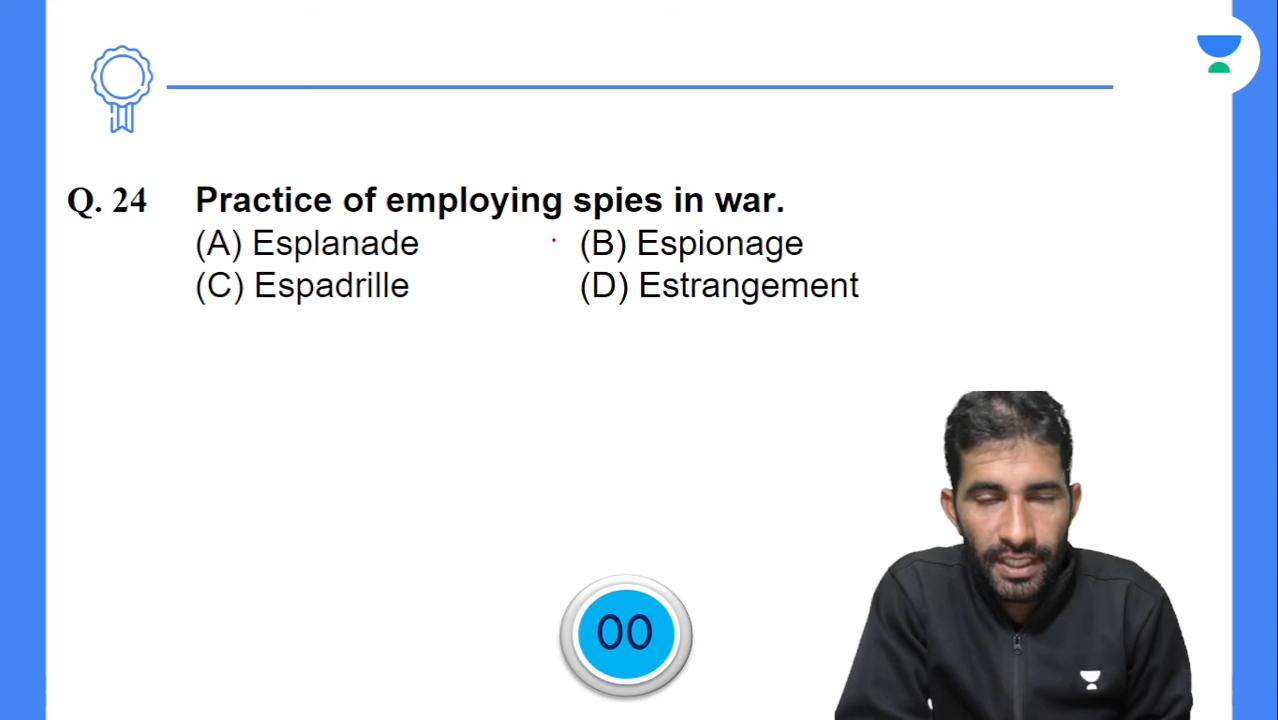 Q. 24 Practice of employing spies in war.
(A) Esplanade (B) Espionage
(C) Espadrille (D) Estrangement
00